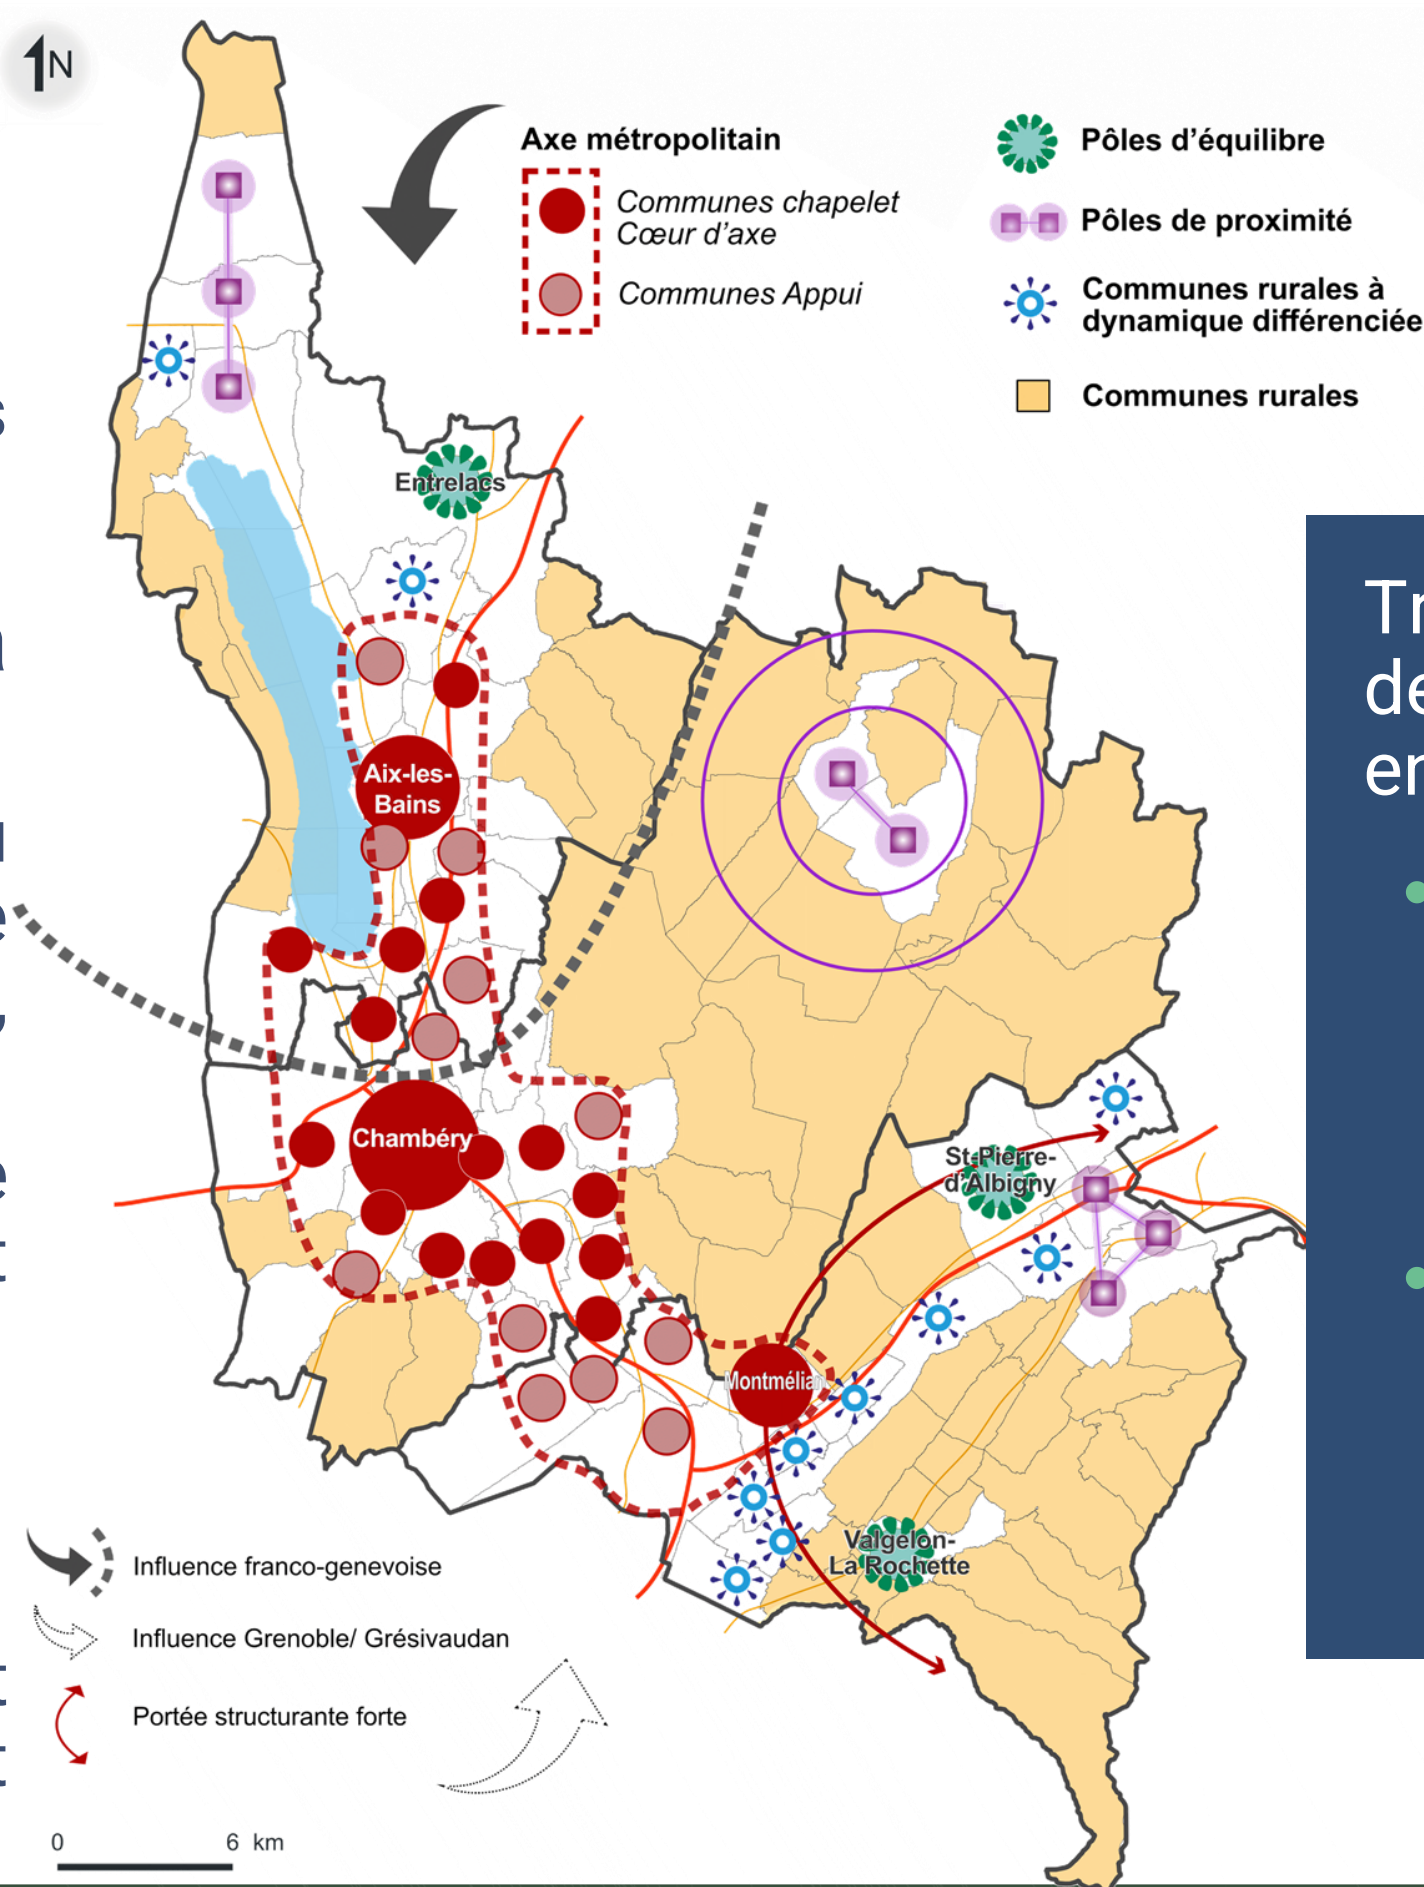 N
Axe métropolitain
Communes chapelet
Cœur d'axe
Communes Appui
Pôles d'équilibre
Pôles de proximité
Communes rurales à
dynamique différenciée
Communes rurales
Entrelacs
Aix-les-
Bains
Chambéry
St-Pierre-
d'Albigny
Montmélian
Valgelon-
La Rochette
Influence franco-genevoise
Influence Grenoble/ Grésivaudan
Portée structurante forte
0 6 km